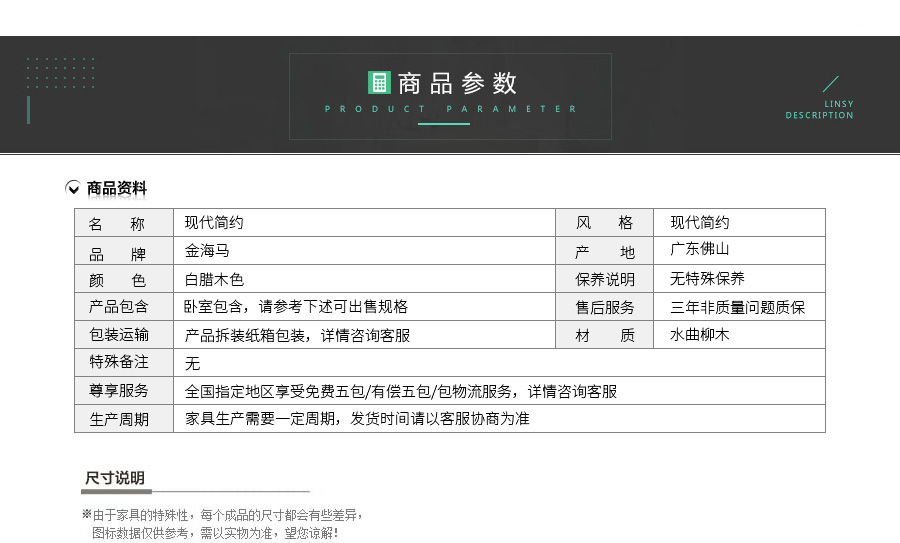 商品参数
PRODUCT PARAMETER
LINSY
DESCRIPTION
商品资料
名 称 现代简约 风 格 现代简约
品 牌 金海马 产 地 广东佛山
颜 色 白腊木色 保养说明 无特殊保养
产品包含 卧室包含，请参考下述可出售规格 售后服务 三年非质量问题质保
包装运输 产品拆装纸箱包装，详情咨询客服 材 质 水曲柳木
特殊备注 无
尊享服务 全国指定地区享受免费五包/有偿五包/包物流服务，详情咨询客服
生产周期 家具生产需要一定周期，发货时间请以客服协商为准
尺寸说明
※由于家具的特殊性，每个成品的尺寸都会有些差异，
图标数据仅供参考，需以实物为准，望您谅解!